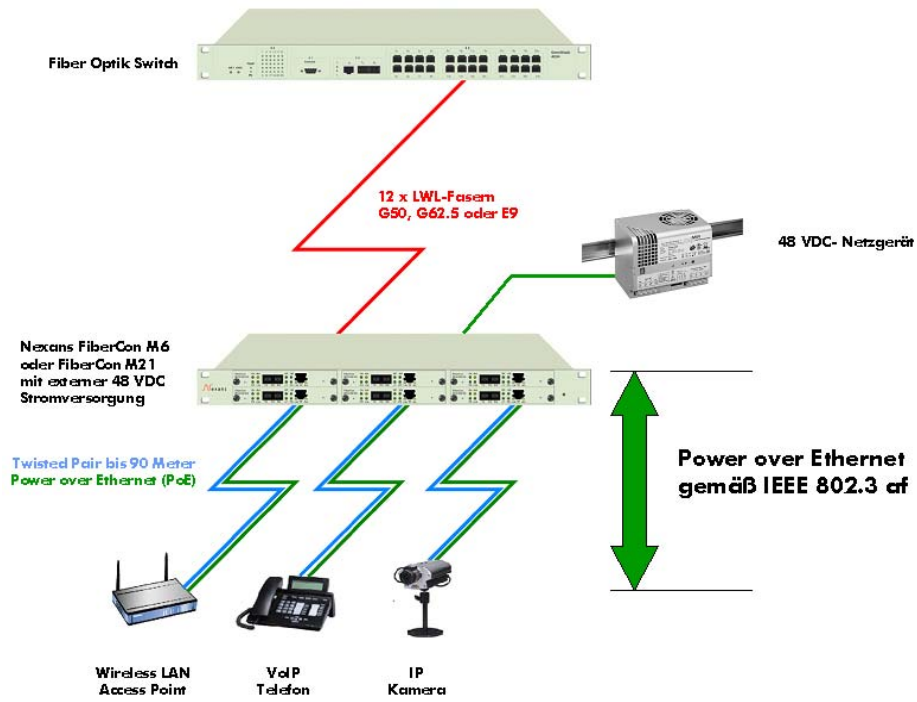 Fiber Optik Switch
12 x LWL-Fasern
G50, G62.5 oder E9
48 VDC- Netzgerät
Nexans FiberCon M6
oder FiberCon M21
mit externer 48 VDC
Stromversorgung
Nexans
Twisted Pair bis 90 Meter
Power over Ethernet (PoE)
Power over Ethernet
gemäß IEEE 802.3 af
Wireless LAN
Access Point
VoIP
Telefon
IP
Kamera